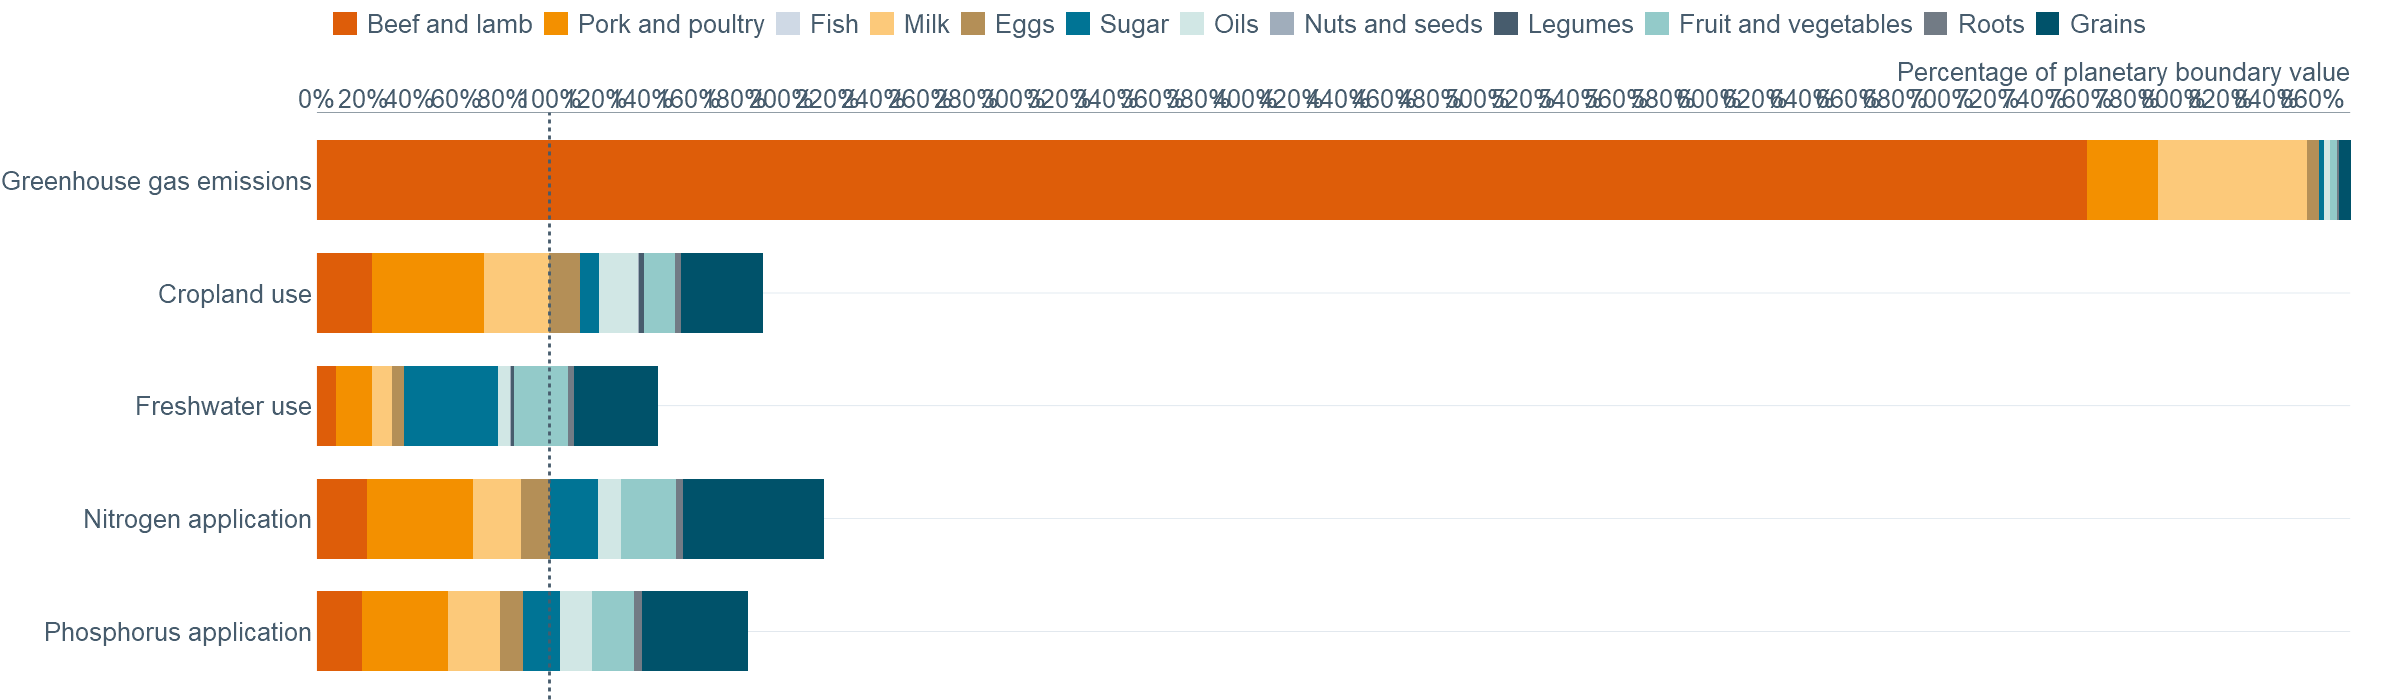 Beef and lamb Pork and poultry Fish Milk Eggs Sugar Oils Nuts and seeds Legumes Fruit and vegetables Roots Grains
Percentage of planetary boundary value
0% 20% 40% 60% 80% 100% 120% 140% 160% 180% 200% 220% 240% 260% 280% 300% 320% 340% 360% 380% 400% 420% 440% 460% 480% 500% 520% 540% 560% 580% 600% 620% 640% 660% 680% 700% 720% 740% 760% 780% 800% 820% 840% 860%
Greenhouse gas emissions
Cropland use
Freshwater use
Nitrogen application
Phosphorus application